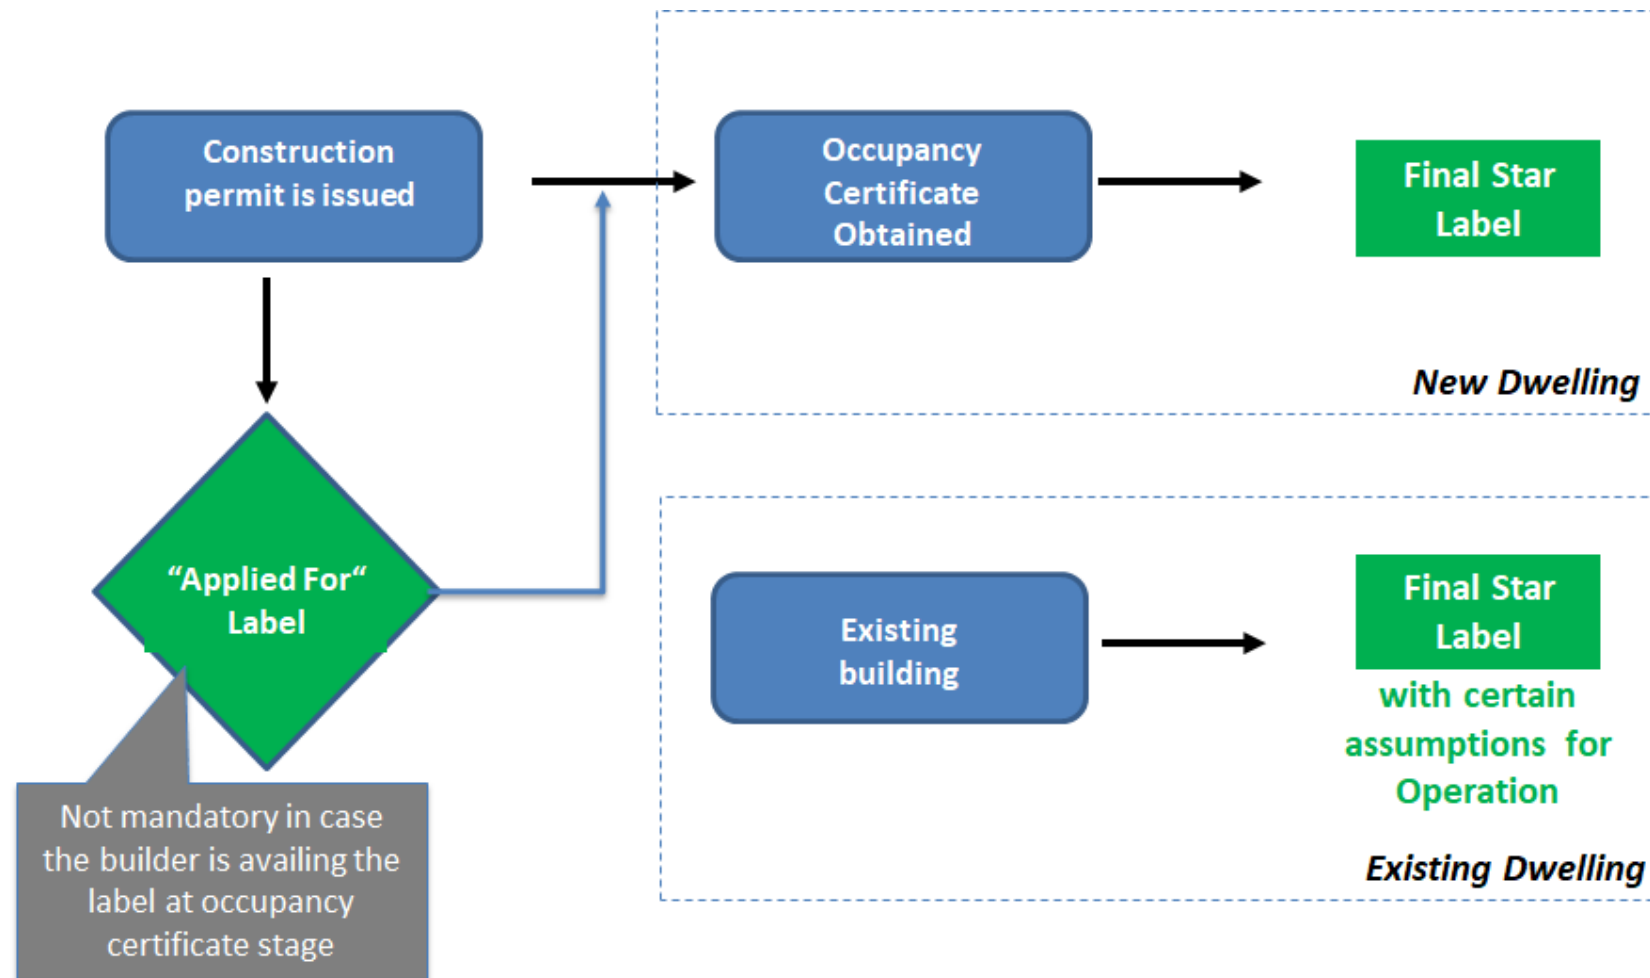 Construction
permit is issued
Occupancy
Certificate
Obtained
Final Star
Label
New Dwelling
“Applied For“
Label
Not mandatory in case
the builder is availing the
label at occupancy
certificate stage
Existing
building
Final Star
Label
with certain
assumptions for
Operation
Existing Dwelling